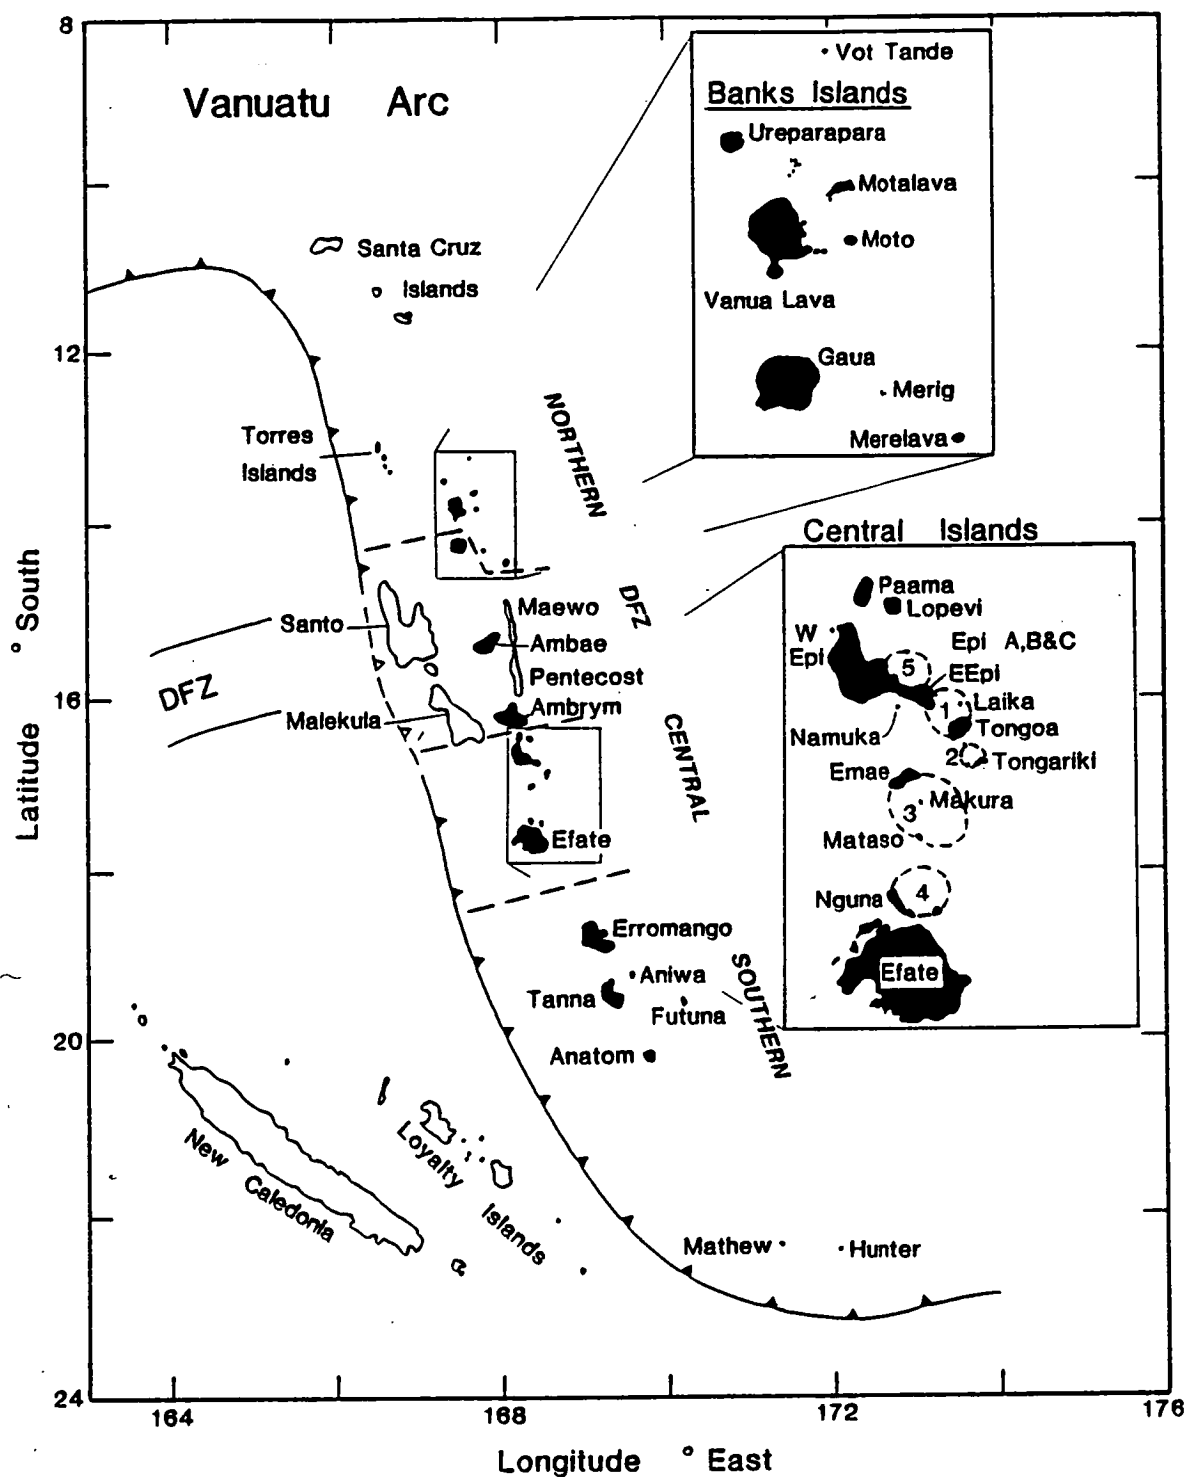 8
Vanuatu Arc
Vot Tande
Banks Islands
Ureparapara
Motalava
Moto
Vanua Lava
Gaua
Merig
Merelava
Santa Cruz
Islands
12
Torres
Islands
NORTHERN
Central Islands
Paama
Lopevi
W
Epi
Epi A,B&C
5
EEpi
1
Laika
Tongoa
Namuka
2
Tongariki
Emae
Makura
3
Mataso
Nguna
4
Efate
DFZ
Maewo
Santo
Ambae
Pentecost
DFZ
16
Ambrym
Malekula
CENTRAL
Efate
Erromango
Aniwa
Tanna
Futuna
SOUTHERN
Anatom
20
Loyalty
Islands
New Caledonia
Mathew
Hunter
24
164
168
172
176
Latitude ° South
Longitude ° East